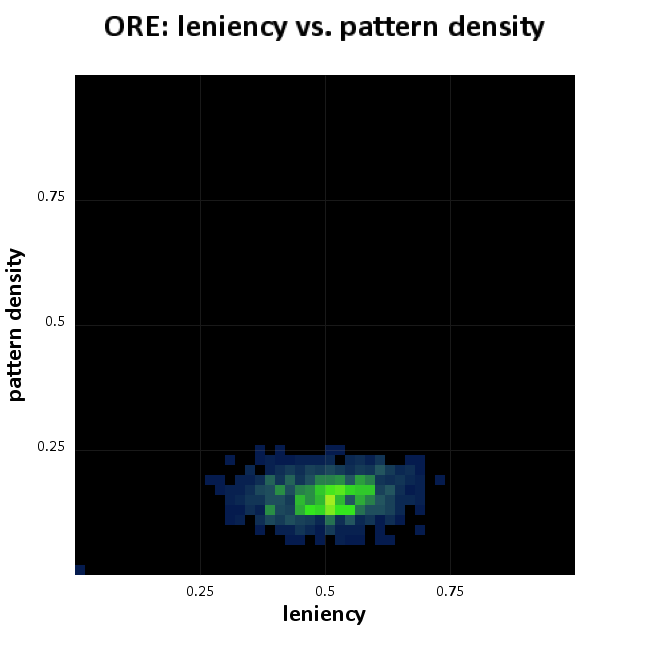 ORE: leniency vs. pattern density
0.75
0.5
0.25
pattern density
0.25 0.5 0.75
leniency